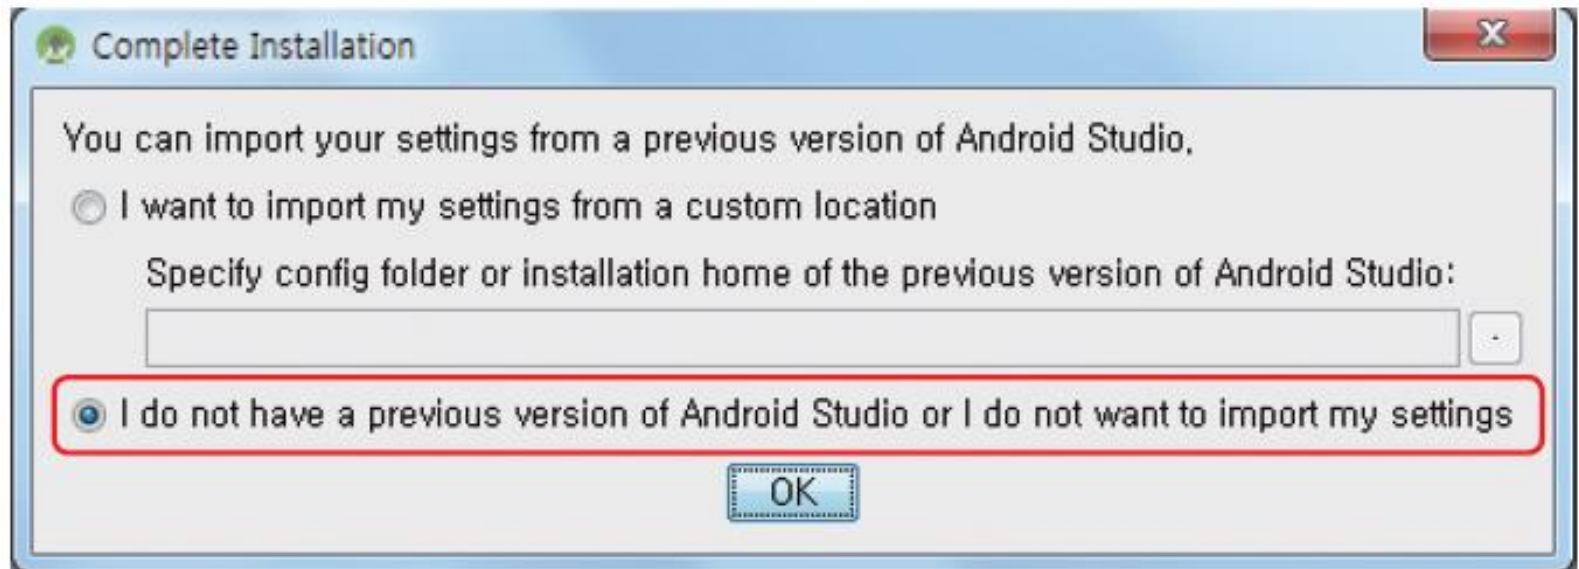 Complete Installation
You can import your settings from a previous version of Android Studio.
I want to import my settings from a custom location
Specify config folder or installation home of the previous version of Android Studio:
I do not have a previous version of Android Studio or I do not want to import my settings
OK